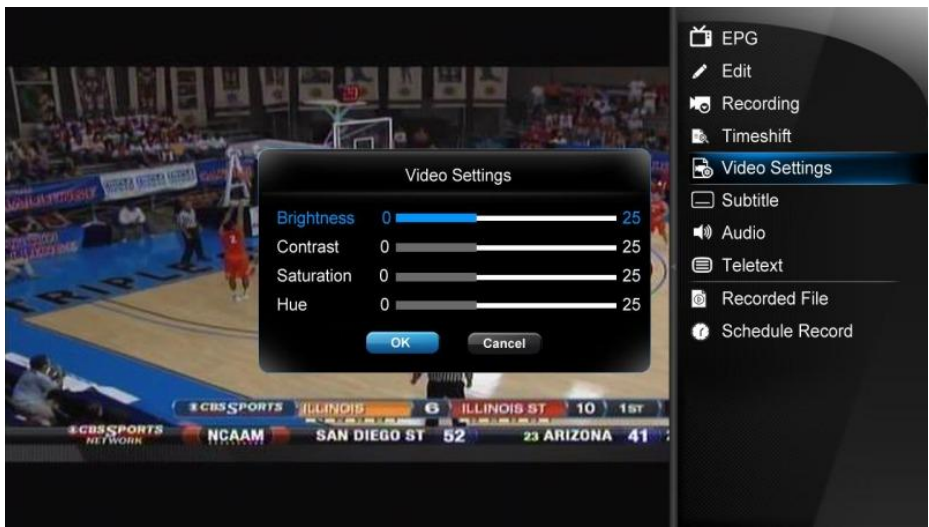 EPG
Edit
Recording
Timeshift
Video Settings
Subtitle
Audio
Teletext
Recorded File
Schedule Record
Video Settings
Brightness 0 25
Contrast 0 25
Saturation 0 25
Hue 0 25
OK Cancel
CBS SPORTS ILLINOIS 6 ILLINOIS ST 10 1ST
CBS SPORTS NETWORK NCAAM SAN DIEGO ST 52 23 ARIZONA 41